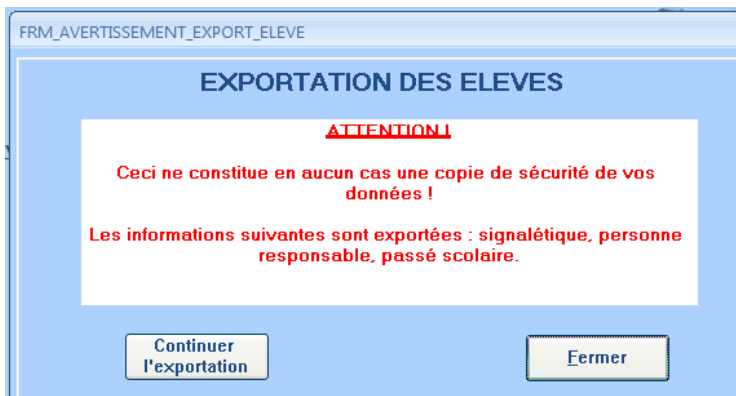 FRM_AVERTISSEMENT_EXPORT_ELEVE
EXPORTATION DES ELEVES
ATTENTION !
Ceci ne constitue en aucun cas une copie de sécurité de vos
données !
Les informations suivantes sont exportées : signalétique, personne
responsable, passé scolaire.
Continuer
l'exportation
Fermer